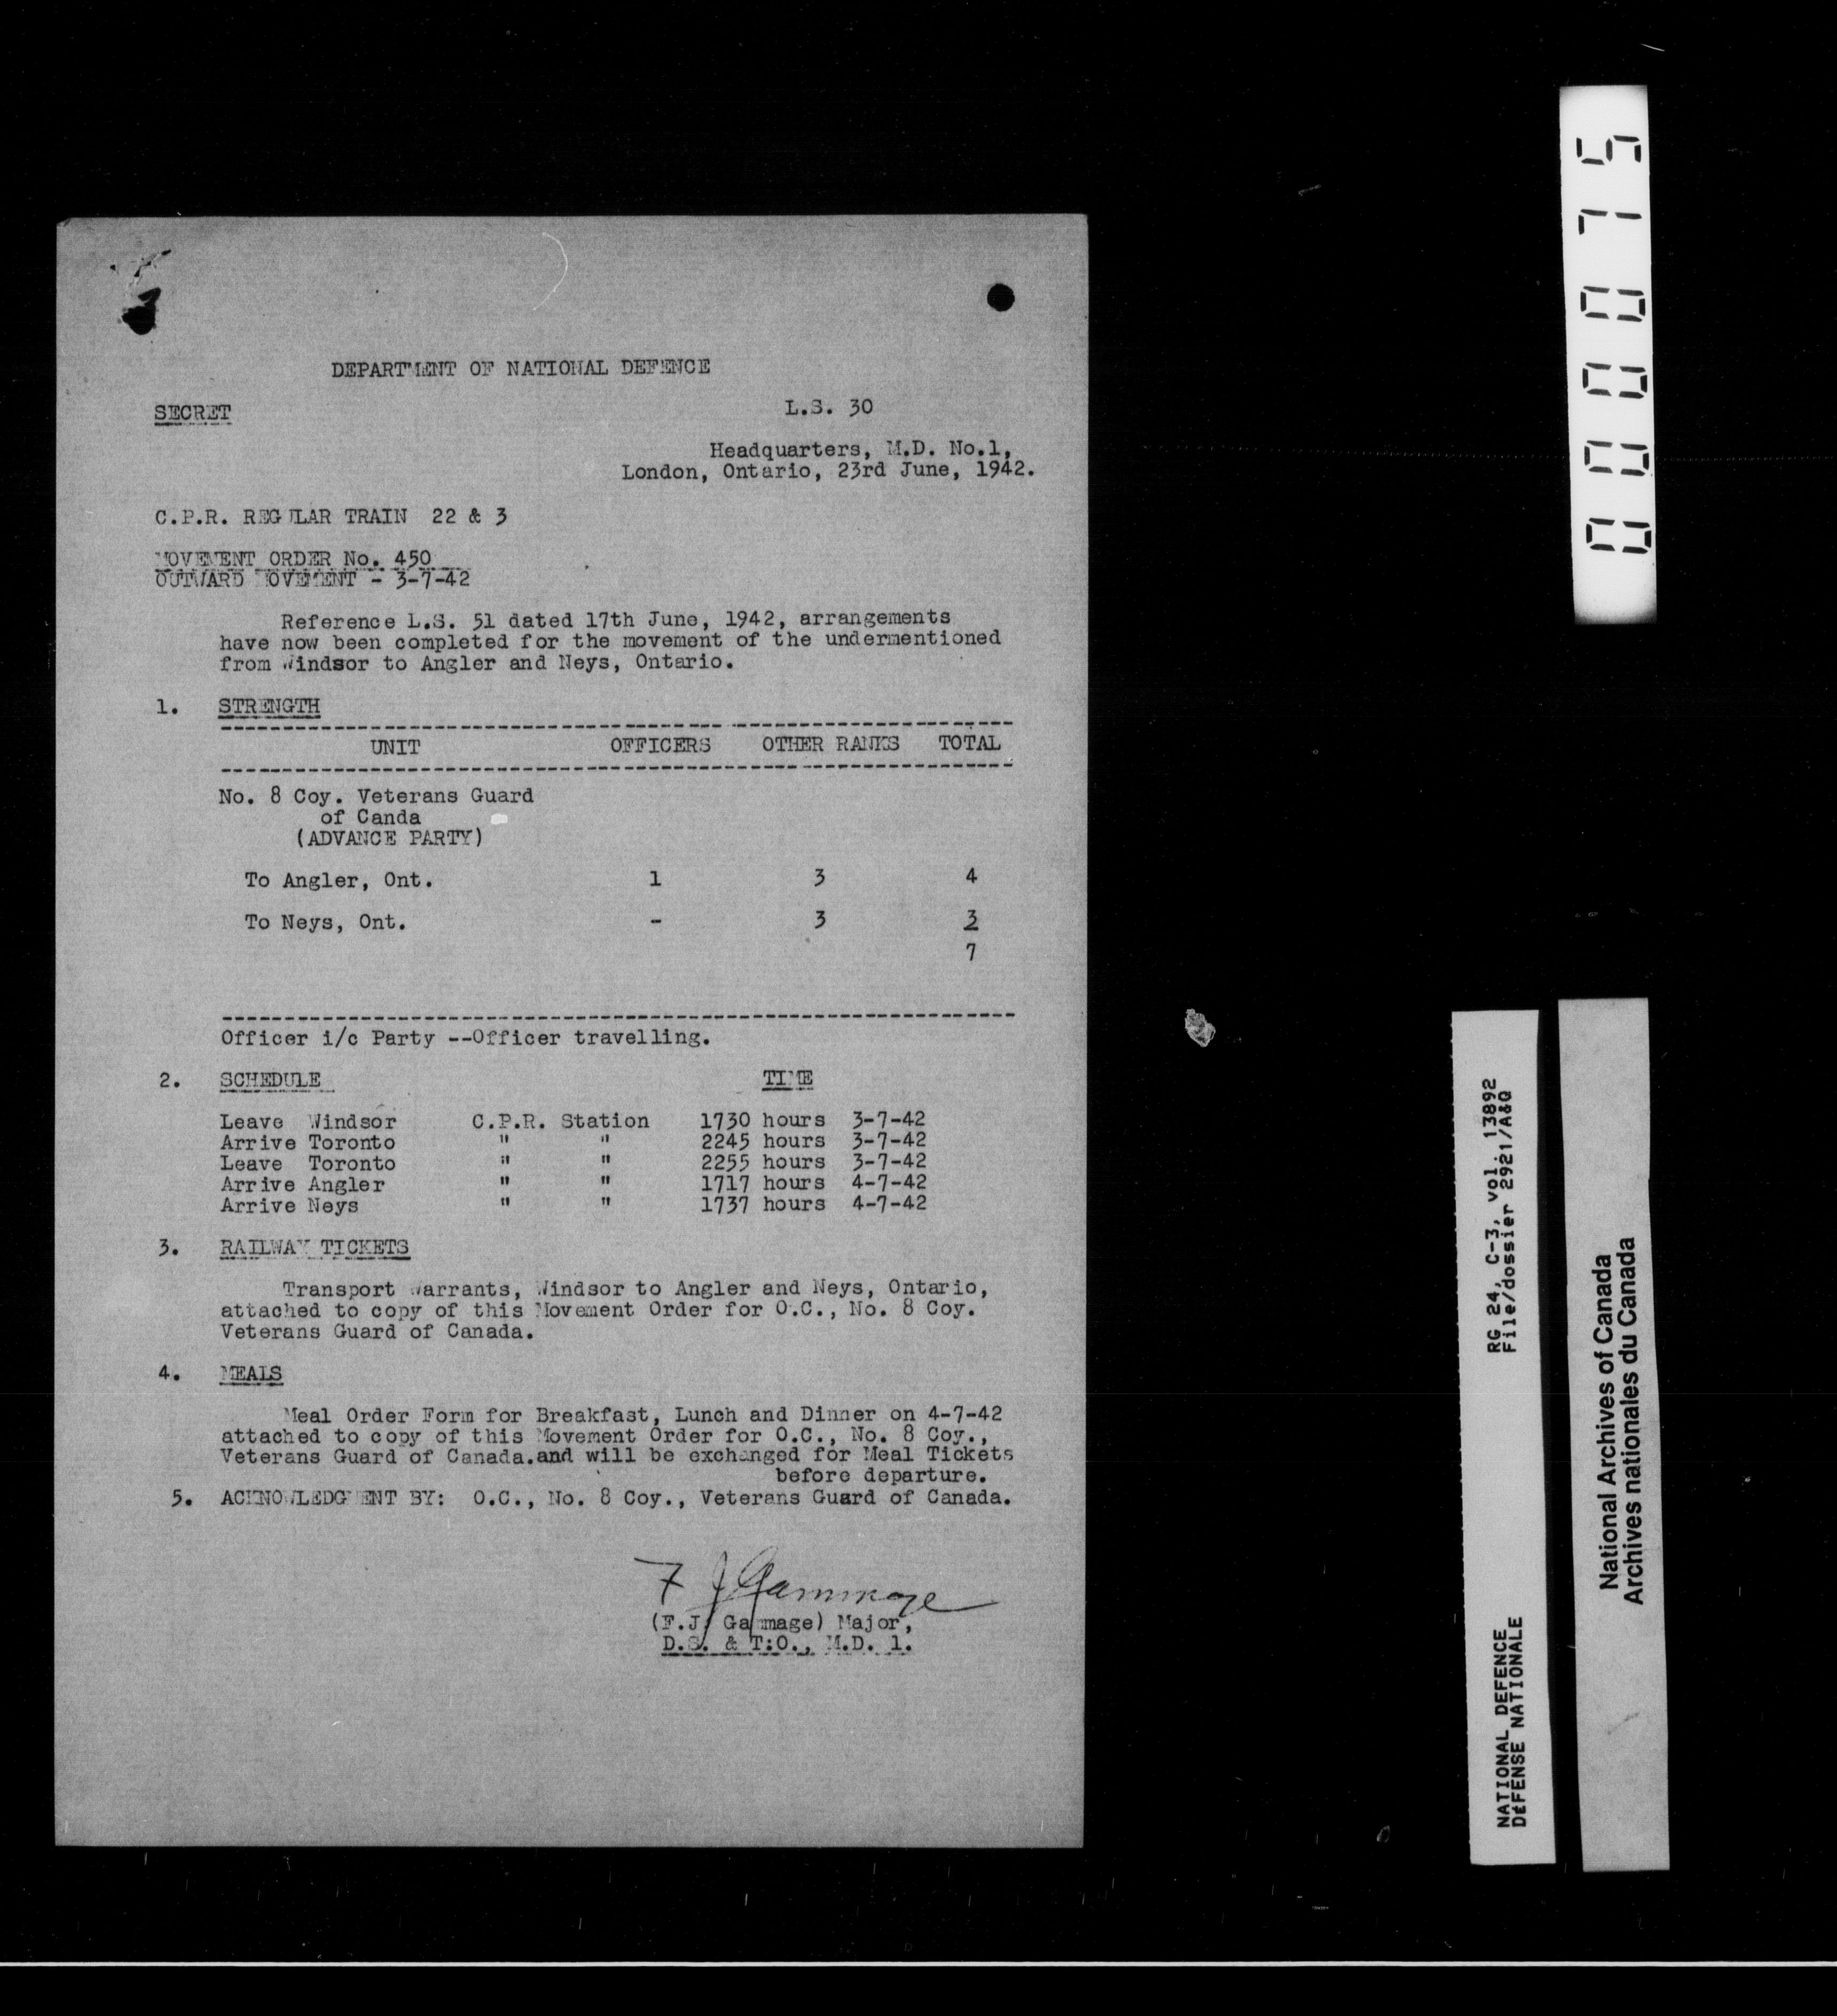 DEPARTMENT OF NATIONAL DEFENCE
SECRET
L.S. 30
Headquarters, M.D. No.1,
London, Ontario, 23rd June, 1942.
C.P.R. REGULAR TRAIN 22 & 3
MOVEMENT ORDER No. 450
OUTWARD MOVEMENT - 3-7-42
Reference L.S. 51 dated 17th June, 1942, arrangements
have now been completed for the movement of the undermentioned
from Windsor to Angler and Neys, Ontario.
1. STRENGTH
UNIT OFFICERS OTHER RANKS TOTAL
No. 8 Coy. Veterans Guard
of Canda
(ADVANCE PARTY)
To Angler, Ont. 1 3 4
To Neys, Ont. - 3 3
7
Officer i/c Party --Officer travelling.
2. SCHEDULE TIME
Leave Windsor C.P.R. Station 1730 hours 3-7-42
Arrive Toronto " " 2245 hours 3-7-42
Leave Toronto " " 2255 hours 3-7-42
Arrive Angler " " 1717 hours 4-7-42
Arrive Neys " " 1737 hours 4-7-42
3. RAILWAY TICKETS
Transport Warrants, Windsor to Angler and Neys, Ontario,
attached to copy of this Movement Order for O.C., No. 8 Coy.
Veterans Guard of Canada.
4. MEALS
Meal Order Form for Breakfast, Lunch and Dinner on 4-7-42
attached to copy of this Movement Order for O.C., No. 8 Coy.,
Veterans Guard of Canada.and will be exchanged for Meal Tickets
before departure.
5. ACKNOWLEDGMENT BY: O.C., No. 8 Coy., Veterans Guard of Canada.
F J Gammage
(F.J. Gammage) Major,
D.S. & T.O., M.D. 1.
000075
RG 24, C-3, vol. 13892
File/dossier 2921/A&Q
NATIONAL DEFENCE
DÉFENSE NATIONALE
National Archives of Canada
Archives nationales du Canada